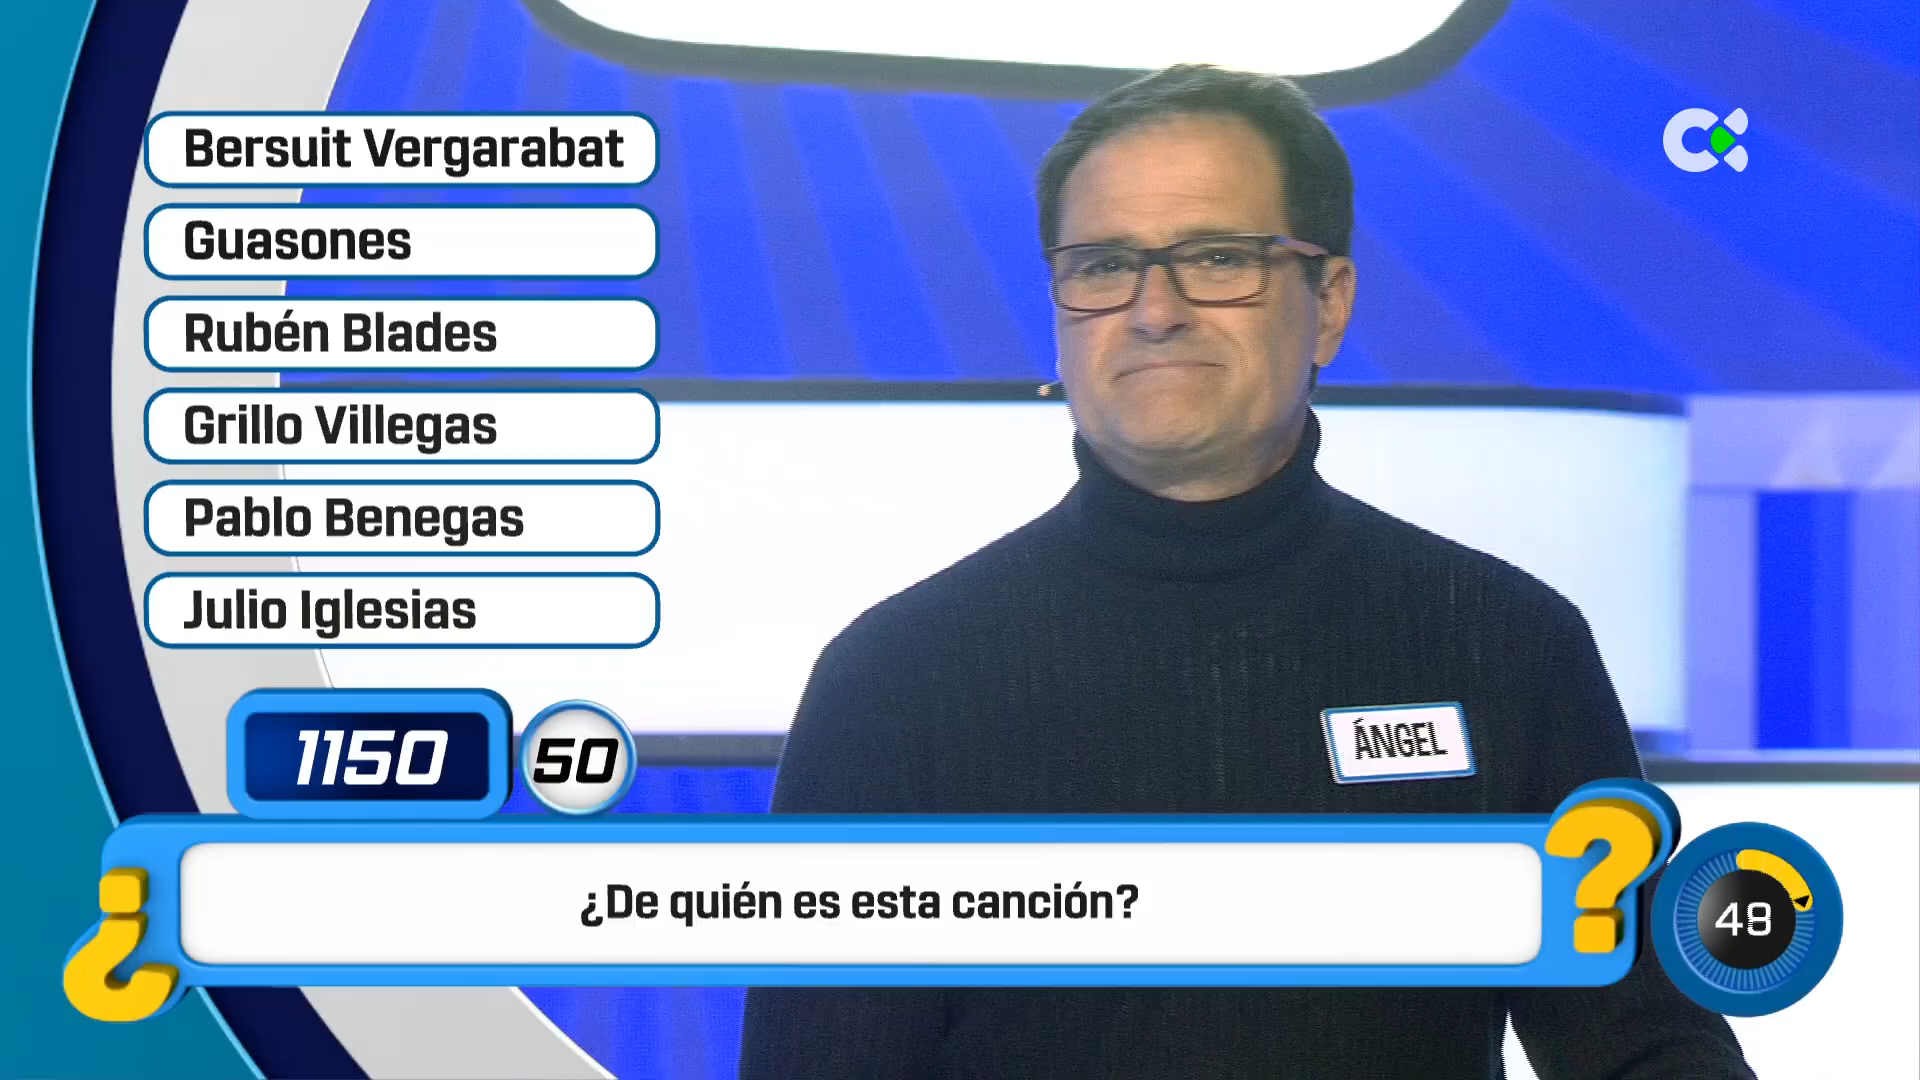 Bersuit Vergarabat
Guasones
Rubén Blades
Grillo Villegas
Pablo Benegas
Julio Iglesias
1150
50
ÁNGEL
¿De quién es esta canción?
48